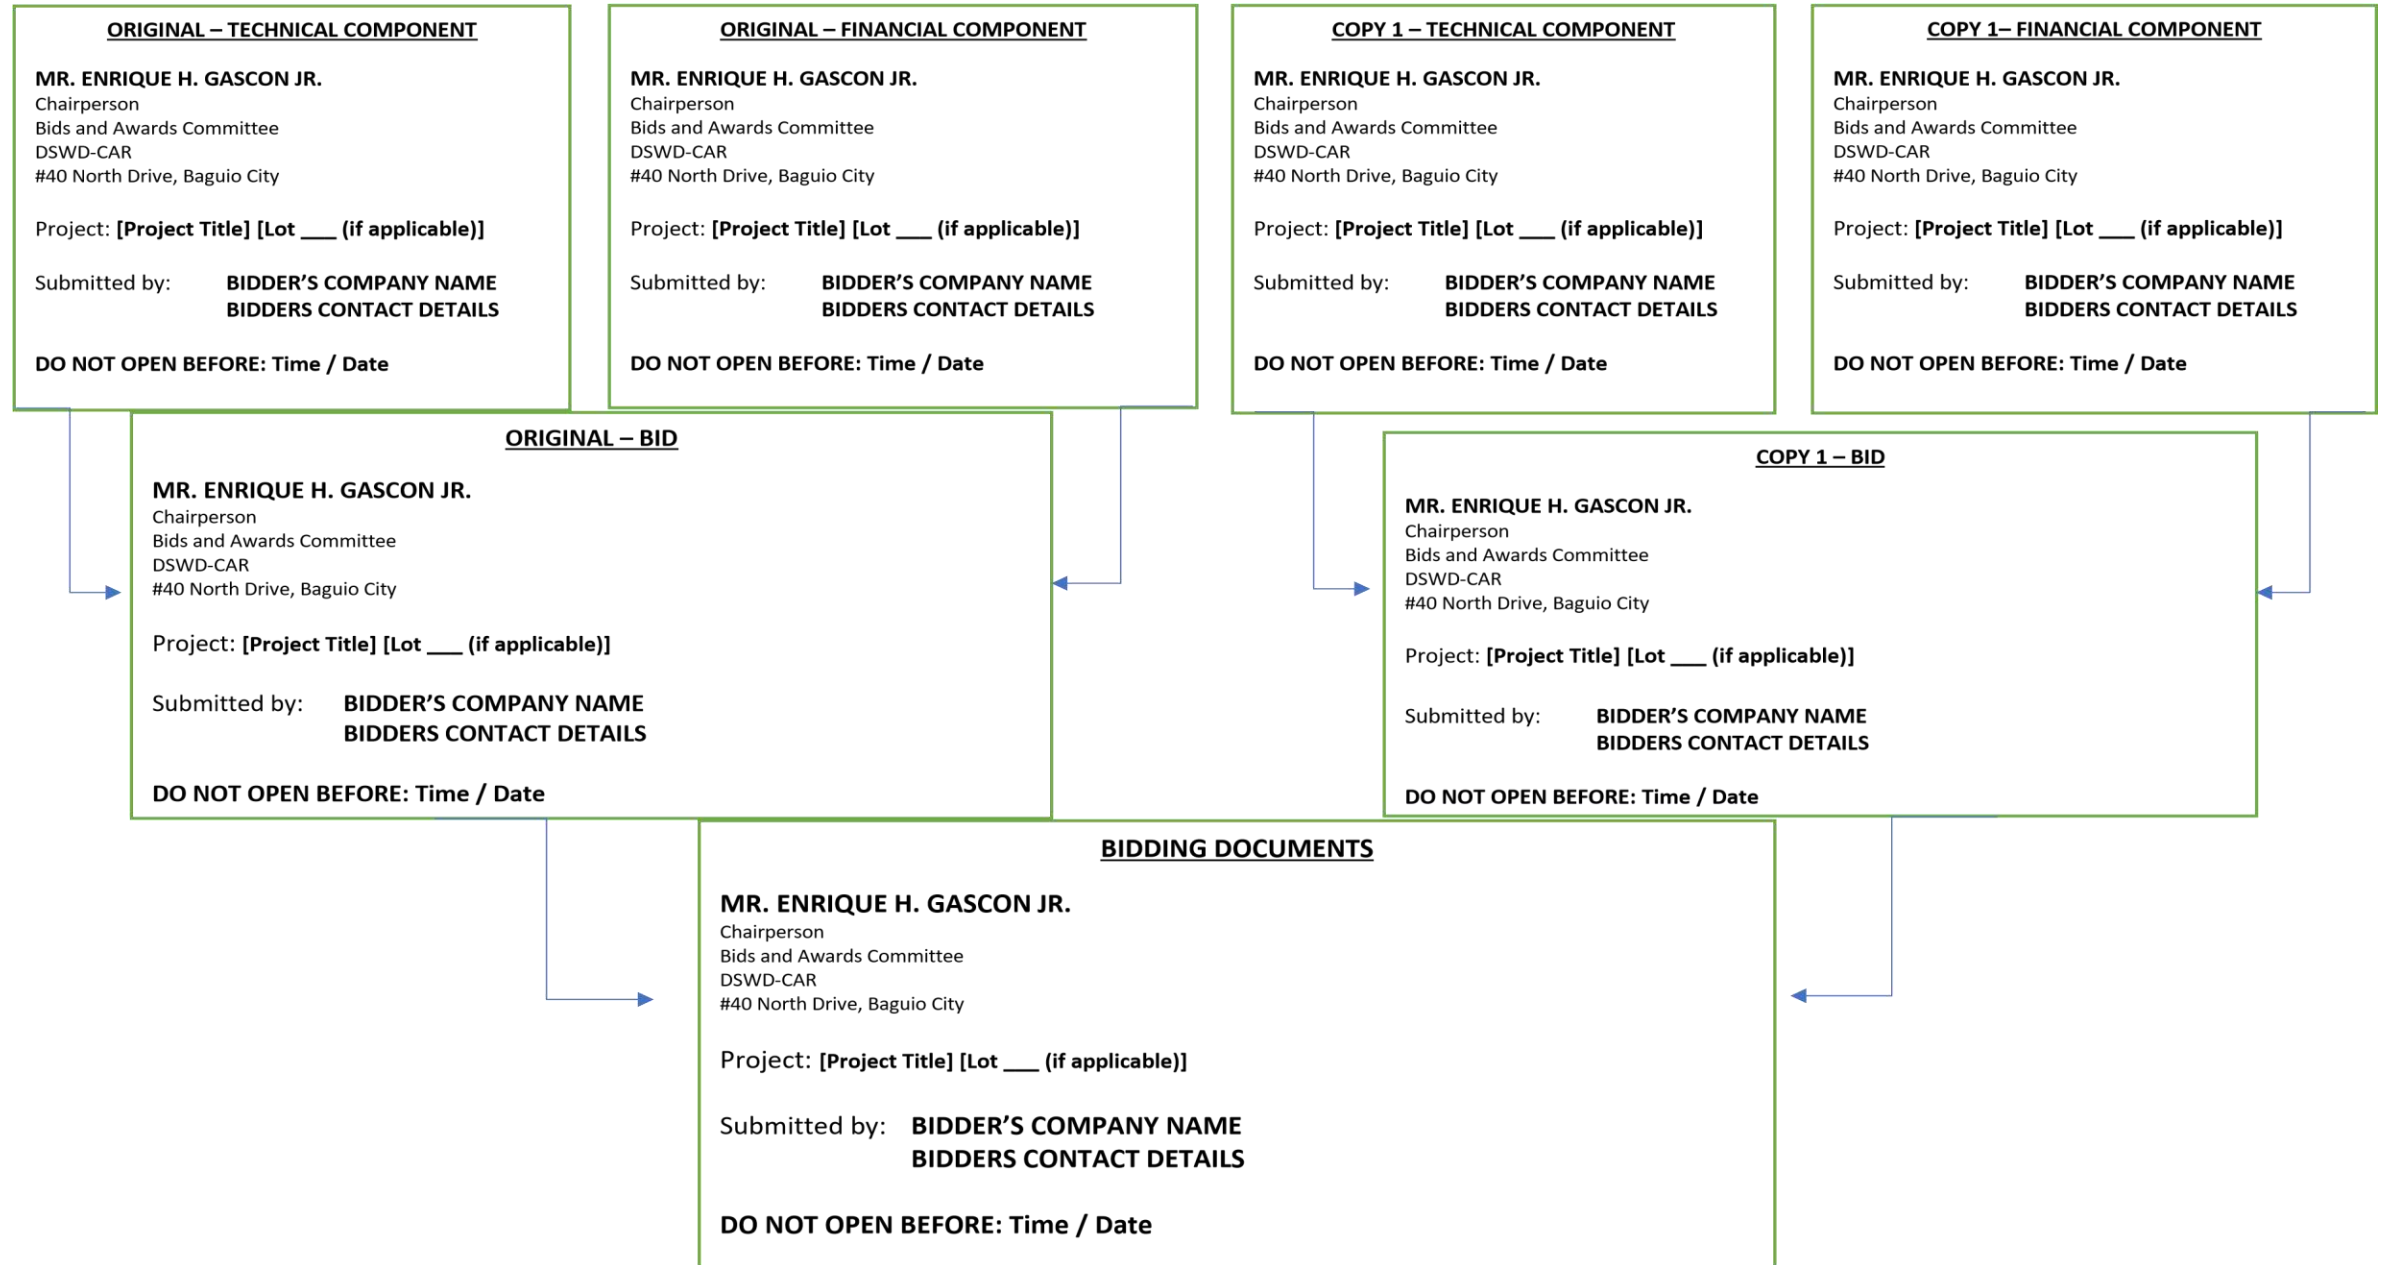 ORIGINAL – TECHNICAL COMPONENT
MR. ENRIQUE H. GASCON JR.
Chairperson
Bids and Awards Committee
DSWD-CAR
#40 North Drive, Baguio City
Project: [Project Title] [Lot ___ (if applicable)]
Submitted by: BIDDER’S COMPANY NAME
BIDDERS CONTACT DETAILS
DO NOT OPEN BEFORE: Time / Date
ORIGINAL – FINANCIAL COMPONENT
MR. ENRIQUE H. GASCON JR.
Chairperson
Bids and Awards Committee
DSWD-CAR
#40 North Drive, Baguio City
Project: [Project Title] [Lot ___ (if applicable)]
Submitted by: BIDDER’S COMPANY NAME
BIDDERS CONTACT DETAILS
DO NOT OPEN BEFORE: Time / Date
COPY 1 – TECHNICAL COMPONENT
MR. ENRIQUE H. GASCON JR.
Chairperson
Bids and Awards Committee
DSWD-CAR
#40 North Drive, Baguio City
Project: [Project Title] [Lot ___ (if applicable)]
Submitted by: BIDDER’S COMPANY NAME
BIDDERS CONTACT DETAILS
DO NOT OPEN BEFORE: Time / Date
COPY 1– FINANCIAL COMPONENT
MR. ENRIQUE H. GASCON JR.
Chairperson
Bids and Awards Committee
DSWD-CAR
#40 North Drive, Baguio City
Project: [Project Title] [Lot ___ (if applicable)]
Submitted by: BIDDER’S COMPANY NAME
BIDDERS CONTACT DETAILS
DO NOT OPEN BEFORE: Time / Date
ORIGINAL – BID
MR. ENRIQUE H. GASCON JR.
Chairperson
Bids and Awards Committee
DSWD-CAR
#40 North Drive, Baguio City
Project: [Project Title] [Lot ___ (if applicable)]
Submitted by: BIDDER’S COMPANY NAME
BIDDERS CONTACT DETAILS
DO NOT OPEN BEFORE: Time / Date
COPY 1 – BID
MR. ENRIQUE H. GASCON JR.
Chairperson
Bids and Awards Committee
DSWD-CAR
#40 North Drive, Baguio City
Project: [Project Title] [Lot ___ (if applicable)]
Submitted by: BIDDER’S COMPANY NAME
BIDDERS CONTACT DETAILS
DO NOT OPEN BEFORE: Time / Date
BIDDING DOCUMENTS
MR. ENRIQUE H. GASCON JR.
Chairperson
Bids and Awards Committee
DSWD-CAR
#40 North Drive, Baguio City
Project: [Project Title] [Lot ___ (if applicable)]
Submitted by: BIDDER’S COMPANY NAME
BIDDERS CONTACT DETAILS
DO NOT OPEN BEFORE: Time / Date